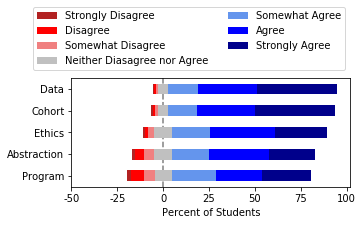 Strongly Disagree
Disagree
Somewhat Disagree
Neither Diasagree nor Agree
Somewhat Agree
Agree
Strongly Agree
Data
Cohort
Ethics
Abstraction
Program
-50 -25 0 25 50 75 100
Percent of Students